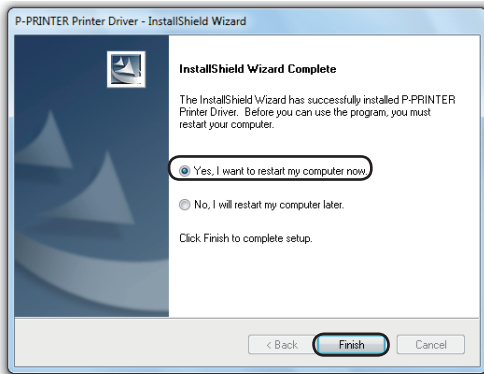 P-PRINTER Printer Driver - InstallShield Wizard
InstallShield Wizard Complete
The InstallShield Wizard has successfully installed P-PRINTER
Printer Driver. Before you can use the program, you must
restart your computer.
Yes, I want to restart my computer now.
No, I will restart my computer later.
Click Finish to complete setup.
< Back
Finish
Cancel